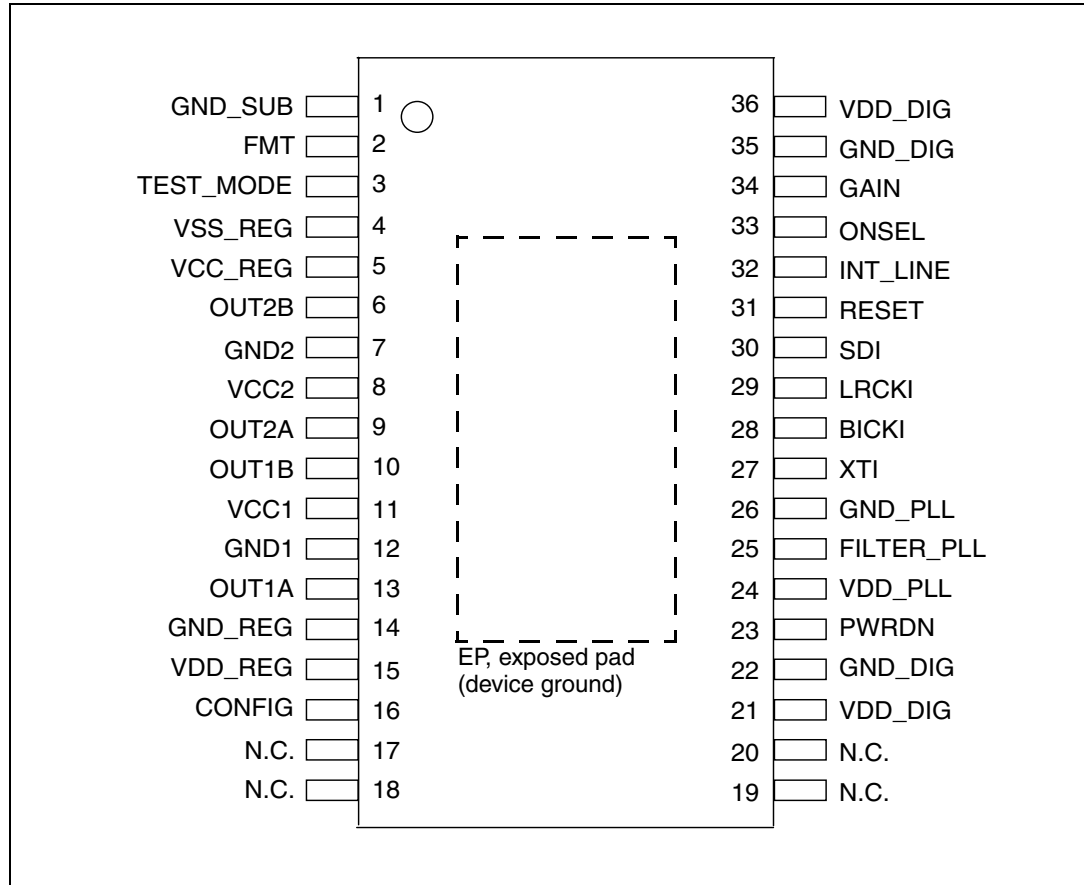 GND_SUB 1 36 VDD_DIG
FMT 2 35 GND_DIG
TEST_MODE 3 34 GAIN
VSS_REG 4 33 ONSEL
VCC_REG 5 32 INT_LINE
OUT2B 6 31 RESET
GND2 7 30 SDI
VCC2 8 29 LRCKI
OUT2A 9 28 BICKI
OUT1B 10 27 XTI
VCC1 11 26 GND_PLL
GND1 12 25 FILTER_PLL
OUT1A 13 24 VDD_PLL
GND_REG 14 23 PWRDN
EP, exposed pad
(device ground)
VDD_REG 15 22 GND_DIG
CONFIG 16 21 VDD_DIG
N.C. 17 20 N.C.
N.C. 18 19 N.C.